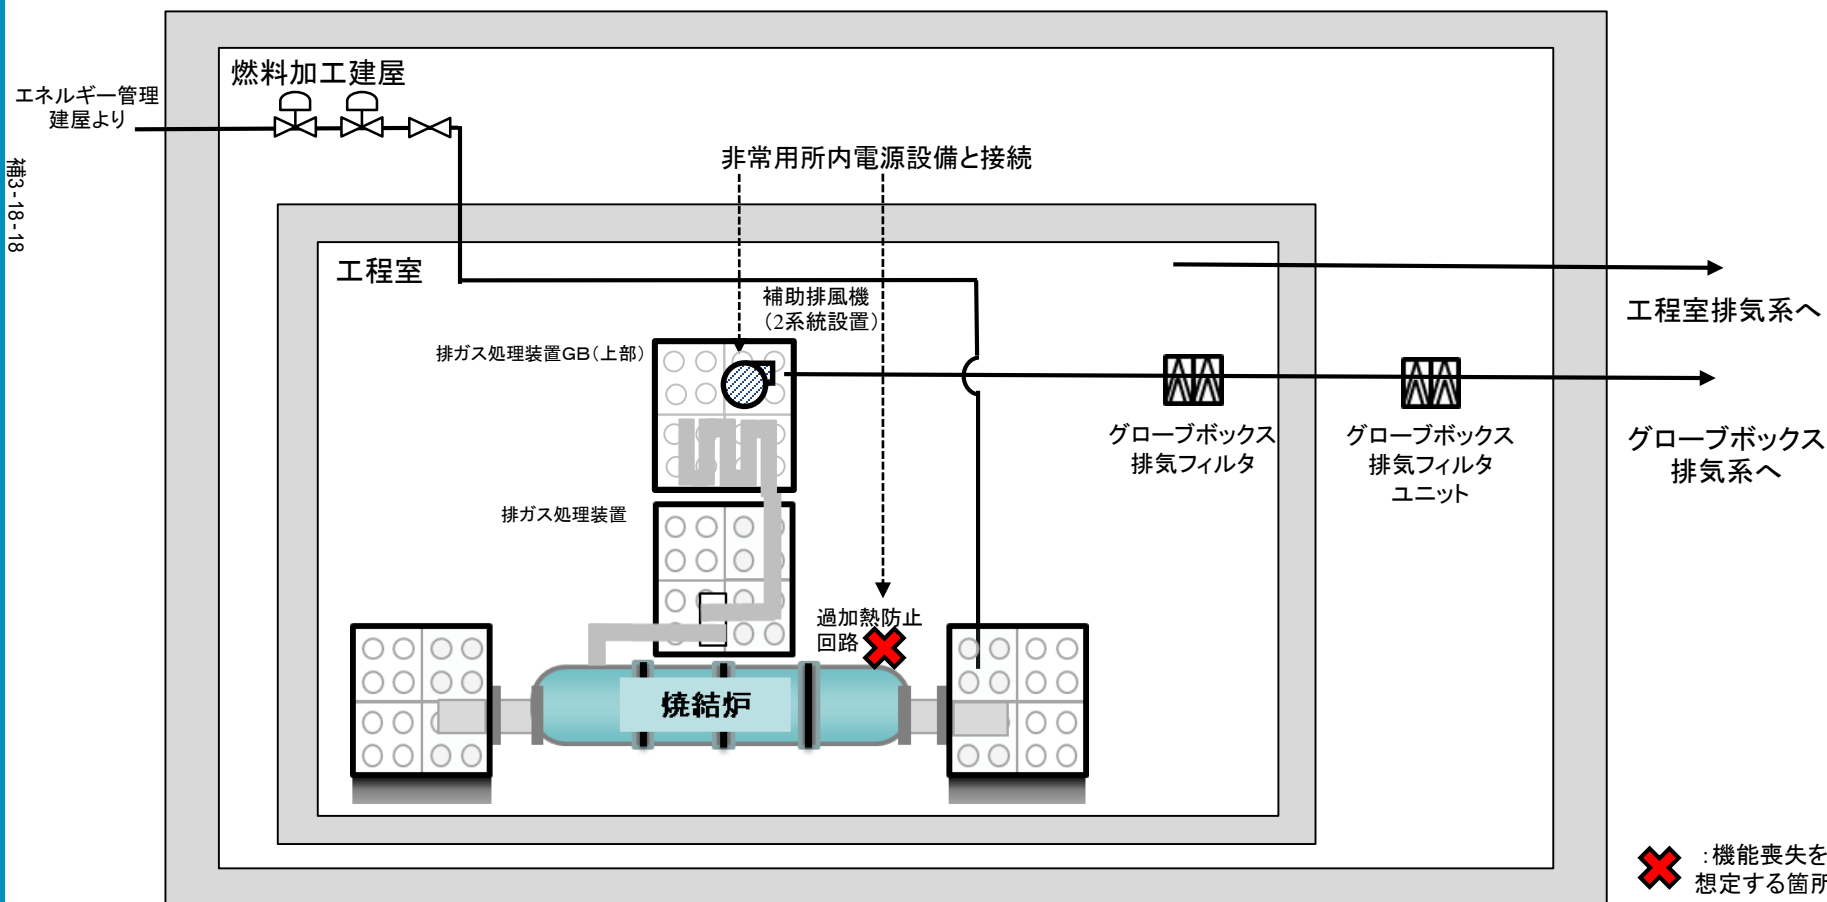 燃料加工建屋
エネルギー管理
建屋より
補3-18-18
非常用所内電源設備と接続
工程室
補助排風機
（2系統設置）
工程室排気系へ
排ガス処理装置GB（上部）
グローブボックス
排気フィルタ
グローブボックス
排気フィルタ
ユニット
グローブボックス
排気系へ
排ガス処理装置
過加熱防止
回路
焼結炉
：機能喪失を
想定する箇所